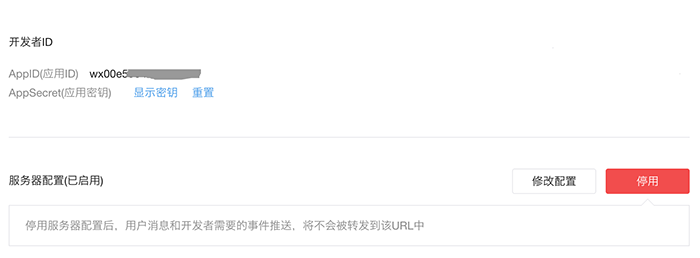 开发者ID
AppID(应用ID) wx00e5
AppSecret(应用密钥) 显示密钥 重置
服务器配置(已启用) 修改配置 停用
停用服务器配置后，用户消息和开发者需要的事件推送，将不会被转发到该URL中